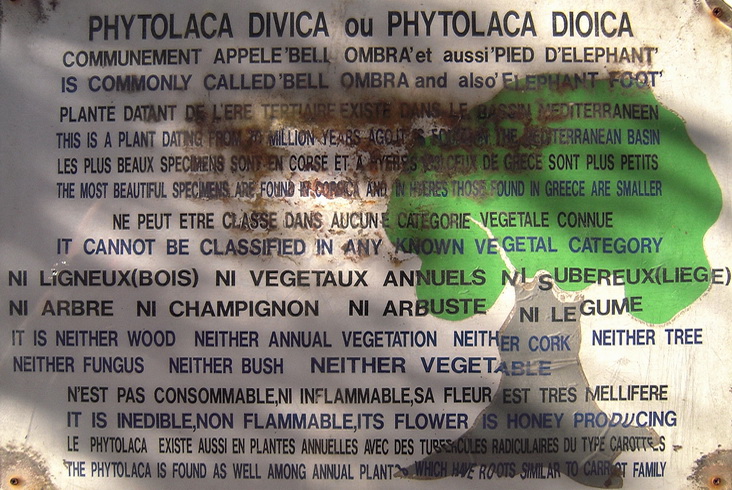 PHYTOLACA DIVICA ou PHYTOLACA DIOICA
COMMUNEMENT APPELE 'BELL OMBRA' et aussi 'PIED D'ELEPHANT'
IS COMMONLY CALLED 'BELL OMBRA and also' ELEPHANT FOOT'
PLANTE DATANT DE L'ERE TERTIAIRE EXISTE DANS LE BASSIN MEDITERRANEEN
THIS IS A PLANT DATING FROM MILLION YEARS AGO.IT IS FOUND IN THE MEDITERRANEAN BASIN
LES PLUS BEAUX SPECIMENS SONT EN CORSE ET A HYERES CEUX DE GRECE SONT PLUS PETITS
THE MOST BEAUTIFUL SPECIMENS ARE FOUND IN CORSICA AND IN HYERES THOSE FOUND IN GREECE ARE SMALLER
NE PEUT ETRE CLASSE DANS AUCUNE CATEGORIE VEGETALE CONNUE
IT CANNOT BE CLASSIFIED IN ANY KNOWN VEGETAL CATEGORY
NI LIGNEUX(BOIS) NI VEGETAUX ANNUELS NI SUBEREUX(LIEGE)
NI ARBRE NI CHAMPIGNON NI ARBUSTE NI LEGUME
IT IS NEITHER WOOD NEITHER ANNUAL VEGETATION NEITHER CORK NEITHER TREE
NEITHER FUNGUS NEITHER BUSH NEITHER VEGETABLE
N'EST PAS CONSOMMABLE,NI INFLAMMABLE,SA FLEUR EST TRES MELLIFERE
IT IS INEDIBLE,NON FLAMMABLE,ITS FLOWER IS HONEY PRODUCING
LE PHYTOLACA EXISTE AUSSI EN PLANTES ANNUELLES AVEC DES TUBERCULES RADICULAIRES DU TYPE CAROTTES
THE PHYTOLACA IS FOUND AS WELL AMONG ANNUAL PLANTS WHICH HAVE ROOTS SIMILAR TO CARROT FAMILY